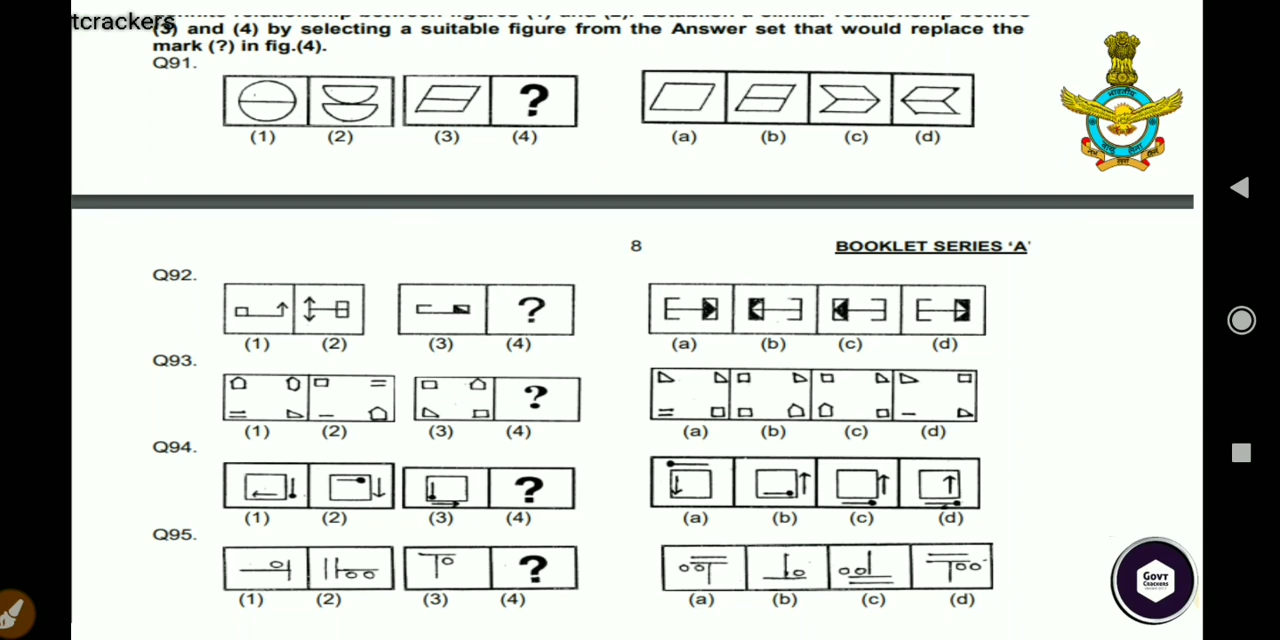 tcrackers
(3) and (4) by selecting a suitable figure from the Answer set that would replace the
mark (?) in fig.(4).
Q91.
?
(1) (2) (3) (4) (a) (b) (c) (d)
8 BOOKLET SERIES 'A'
Q92.
?
(1) (2) (3) (4) (a) (b) (c) (d)
Q93.
?
(1) (2) (3) (4) (a) (b) (c) (d)
Q94.
?
(1) (2) (3) (4) (a) (b) (c) (d)
Q95.
?
(1) (2) (3) (4) (a) (b) (c) (d)
GOVT
Crackers